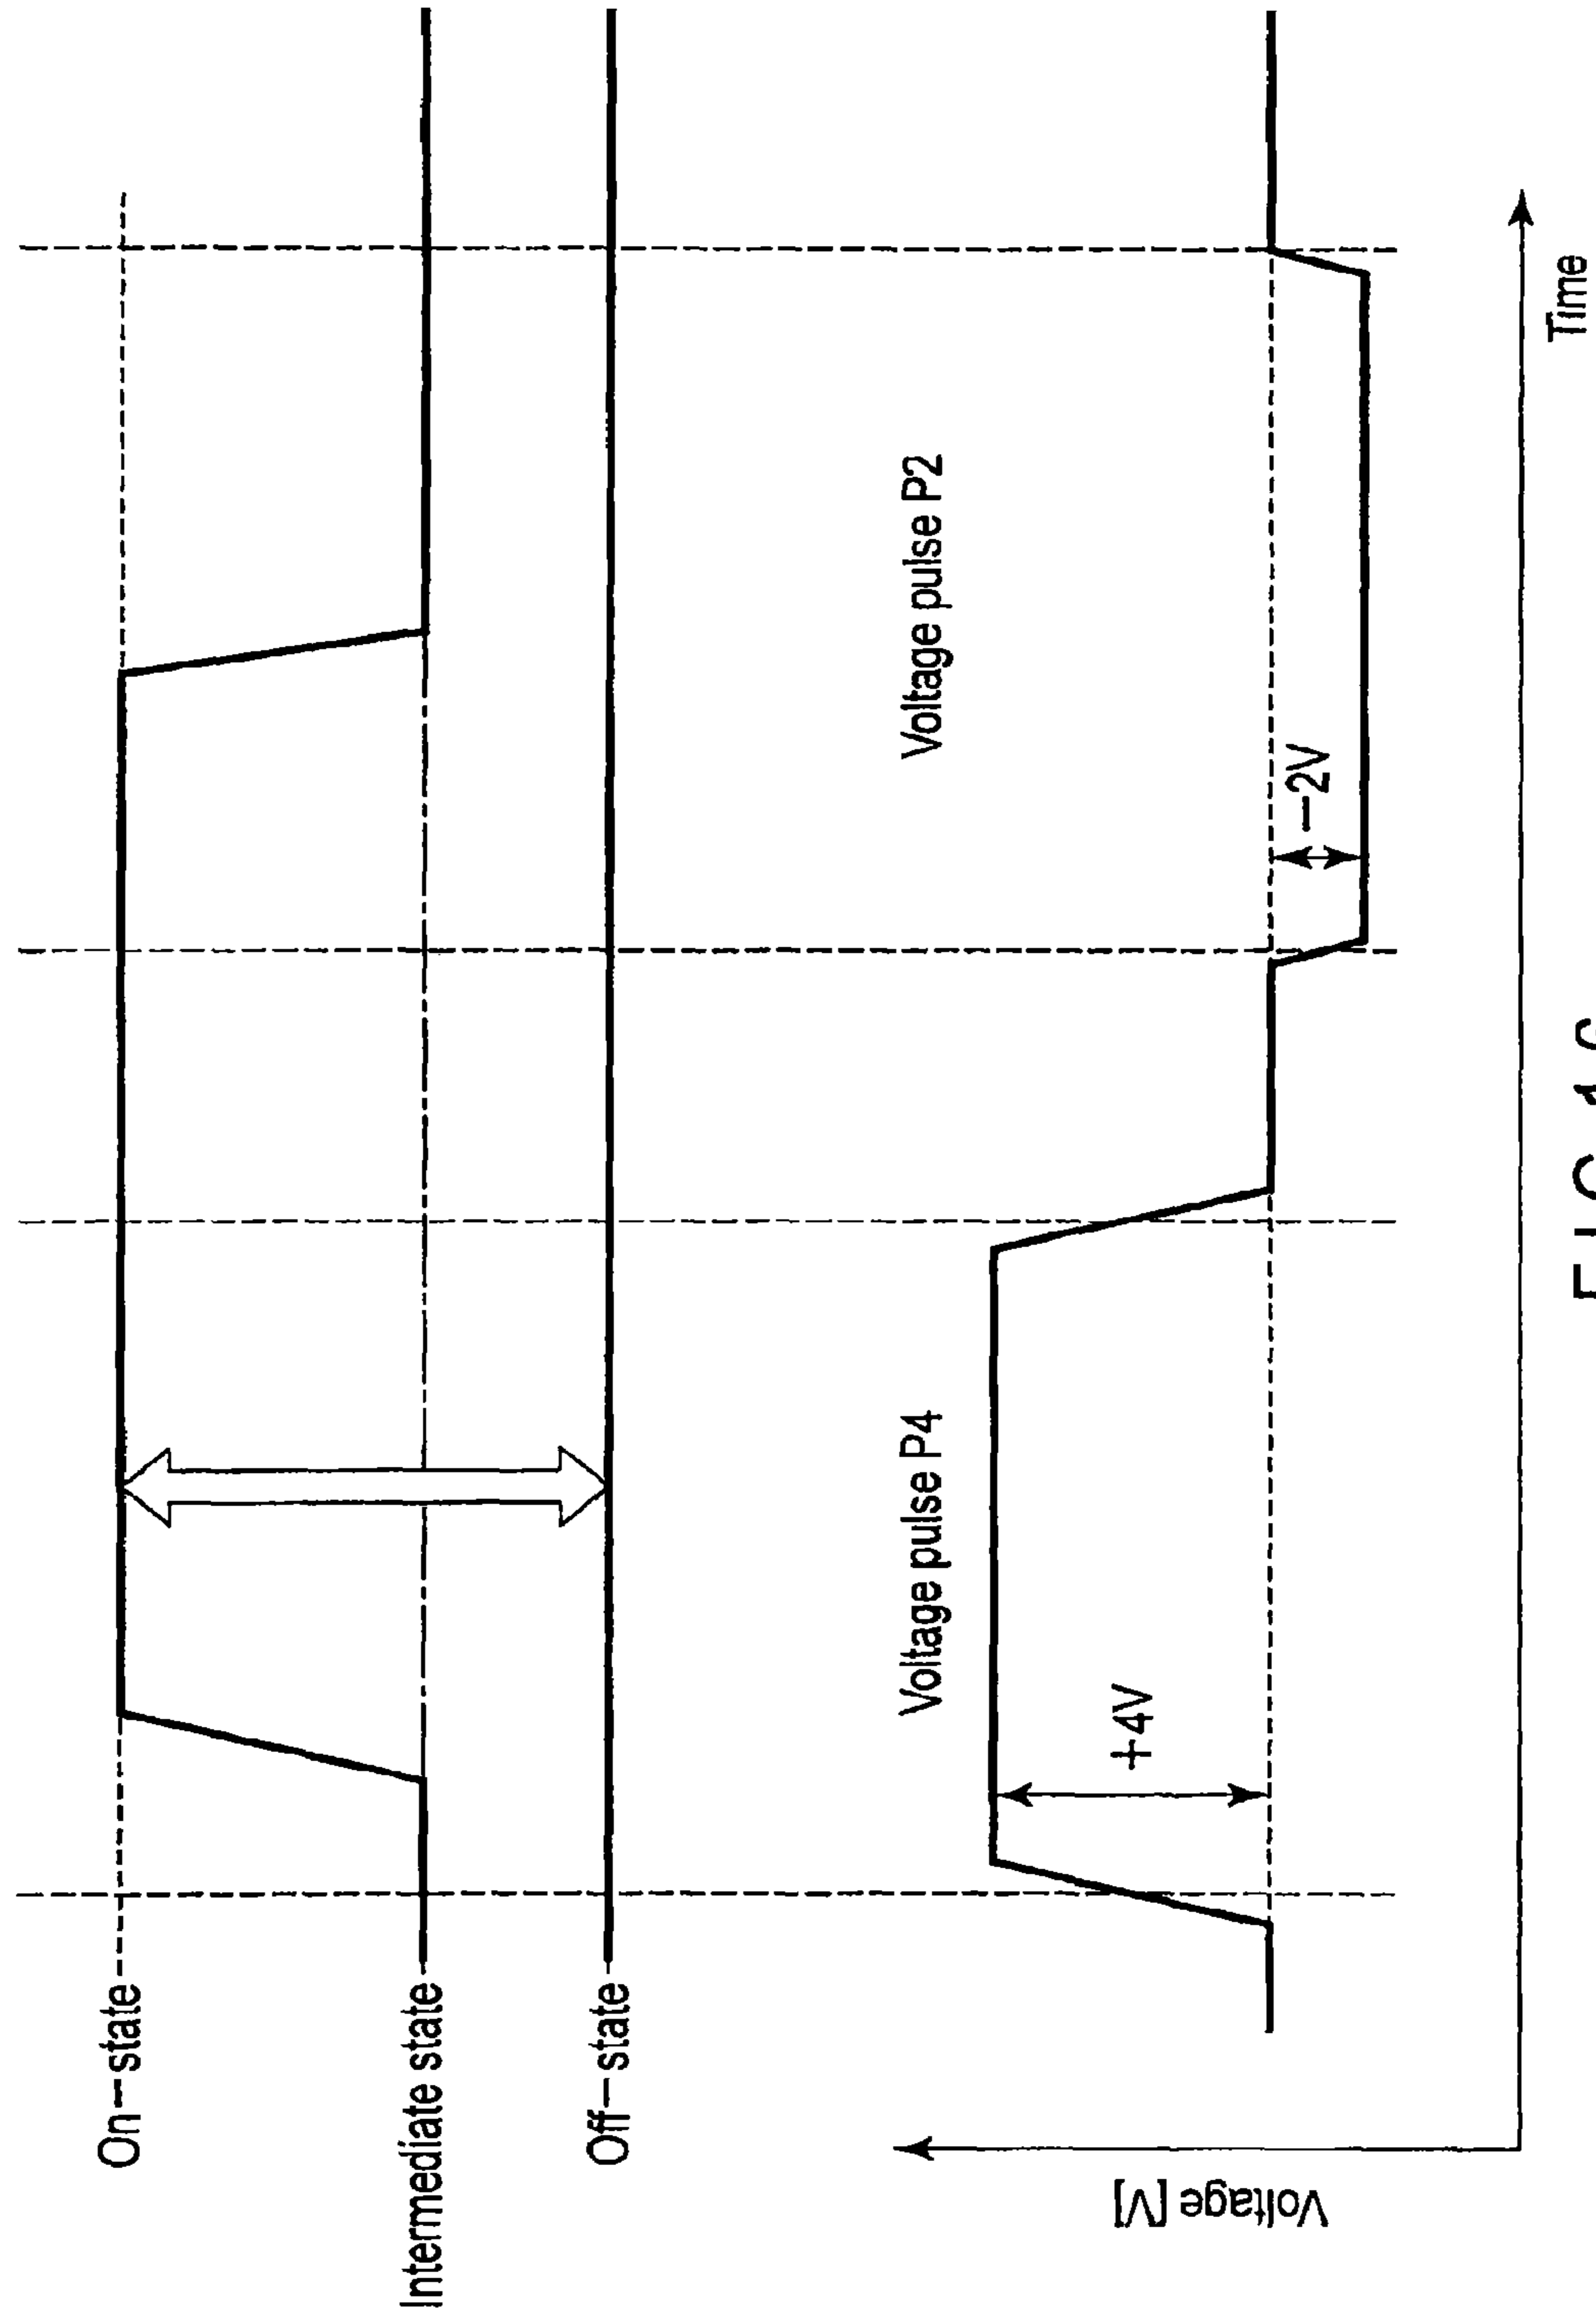 On-state
Intermediate state
Off-state
Voltage pulse P4
Voltage pulse P2
+4V
-2V
Voltage [V]
Time